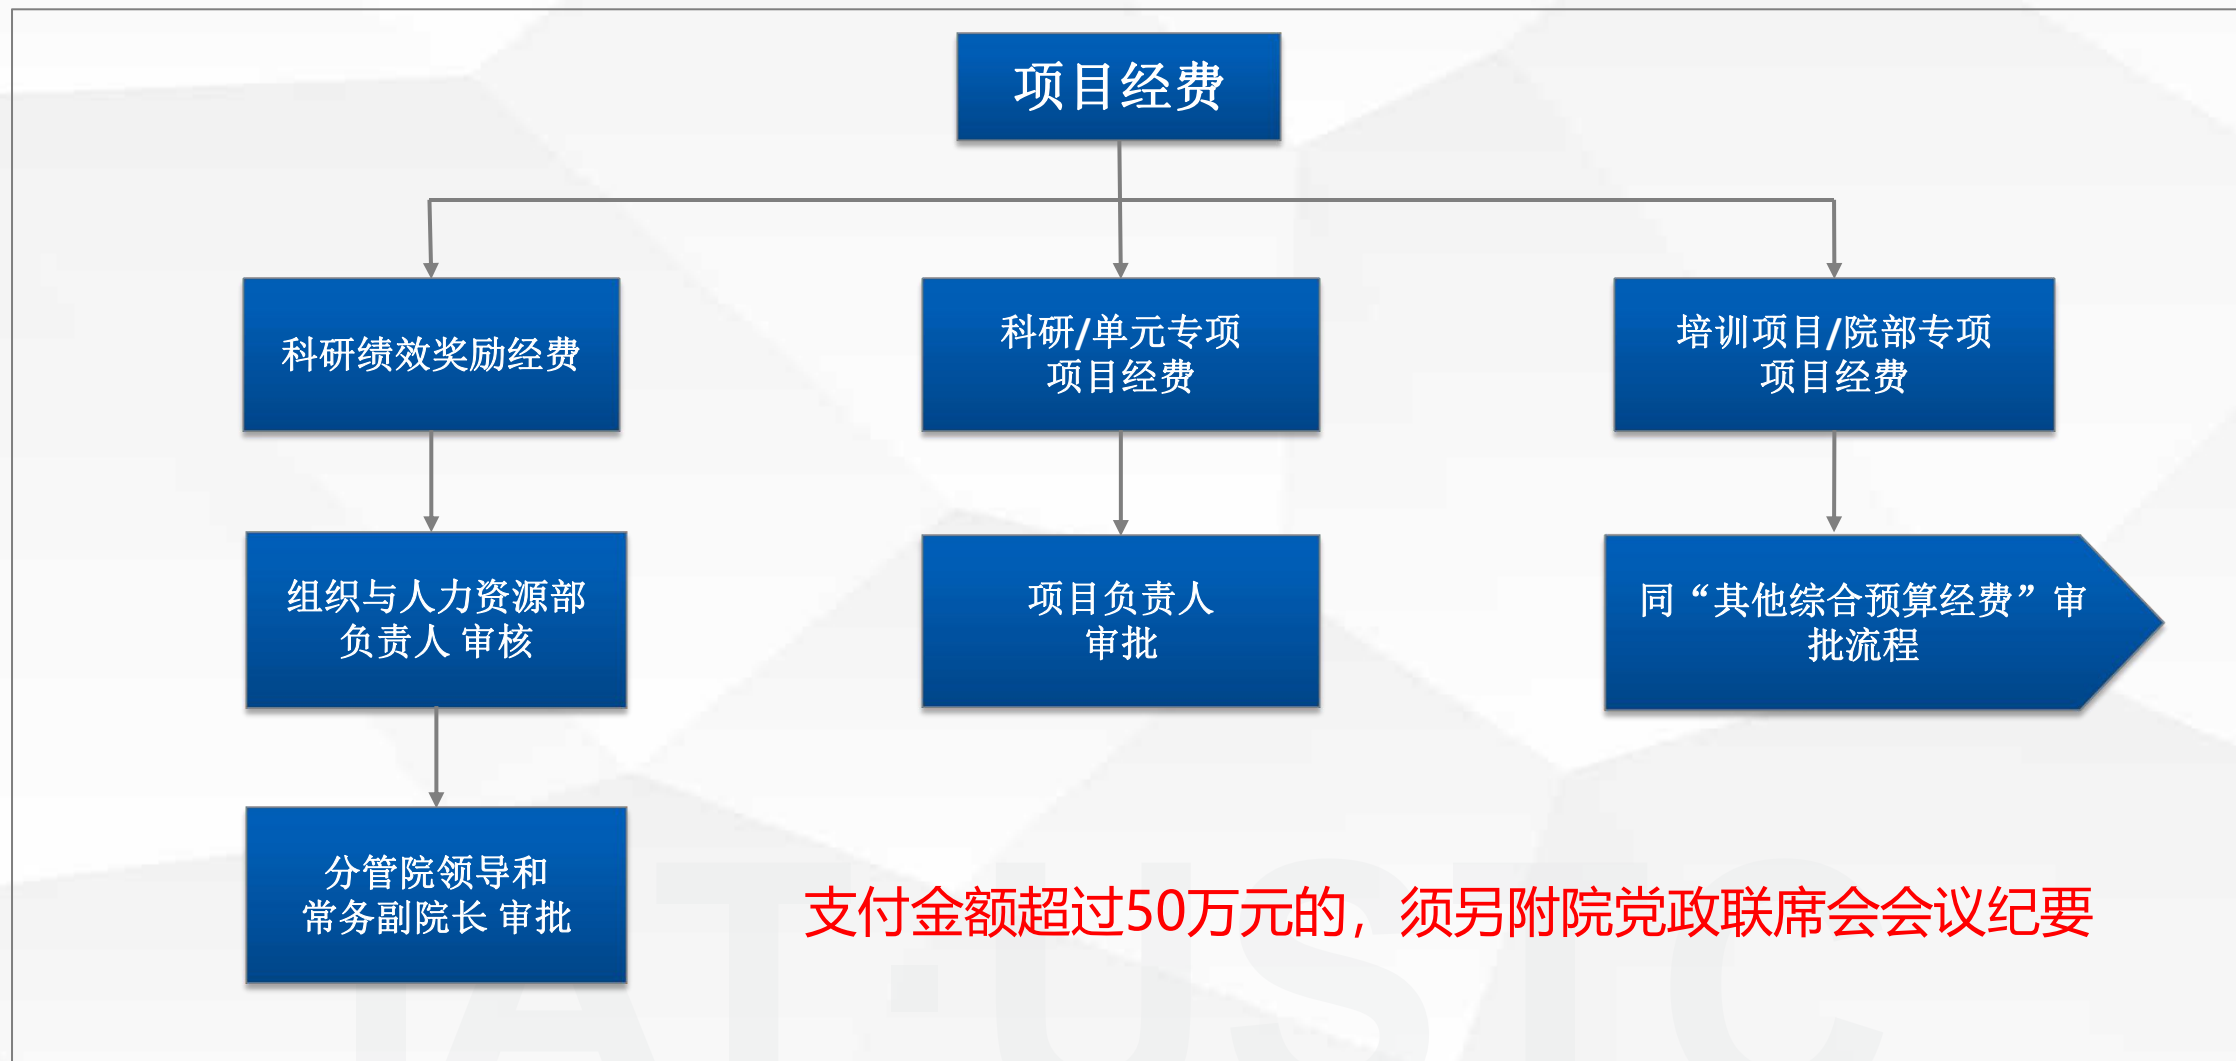 项目经费
科研绩效奖励经费
科研/单元专项
项目经费
培训项目/院部专项
项目经费
组织与人力资源部
负责人 审核
项目负责人
审批
同“其他综合预算经费”审
批流程
分管院领导和
常务副院长 审批
支付金额超过50万元的，须另附院党政联席会会议纪要
IAT·USTC